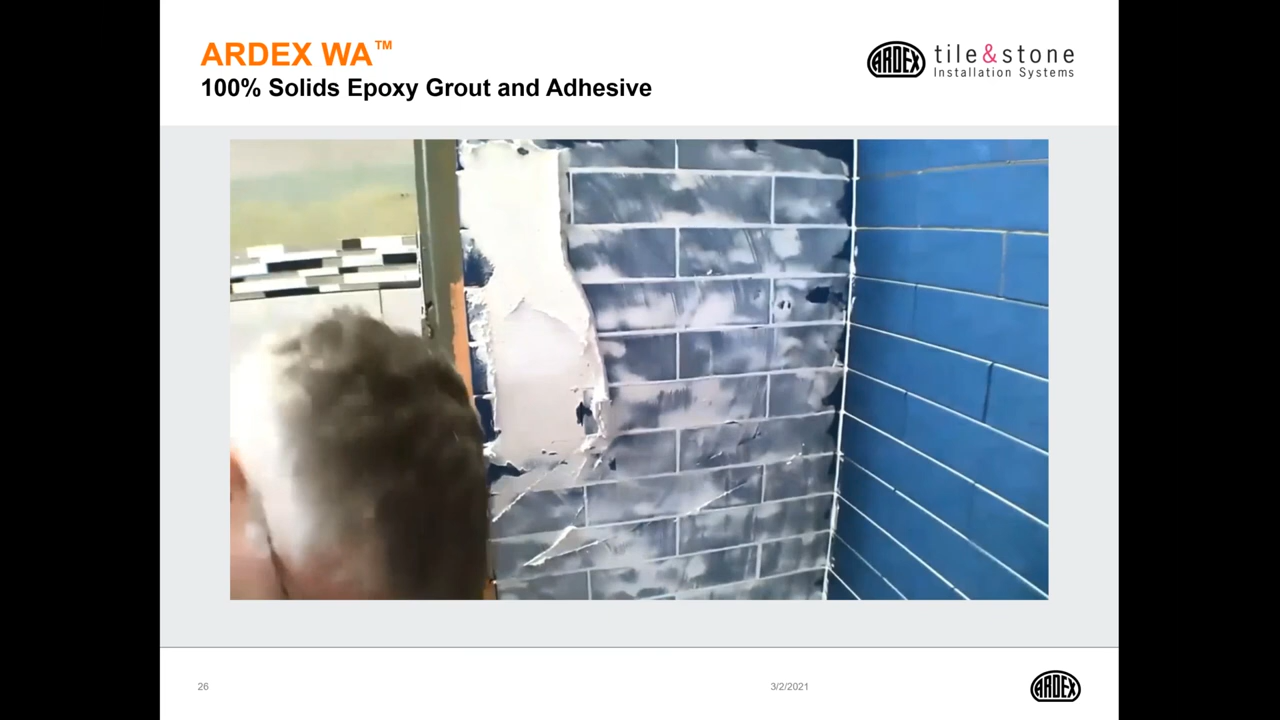 ARDEX WA™
100% Solids Epoxy Grout and Adhesive
ARDEX
tile&stone
Installation Systems
26
3/2/2021
ARDEX